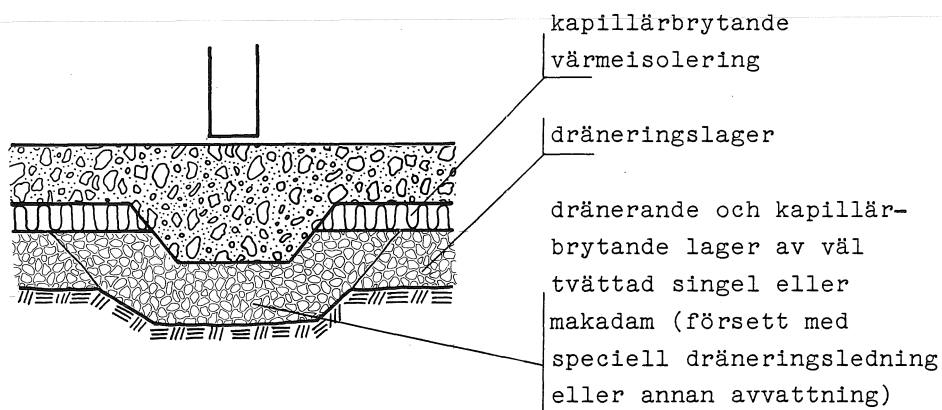 kapillärbrytande
värmeisolering
dräneringslager
dränerande och kapillär-
brytande lager av väl
tvättad singel eller
makadam (försett med
speciell dräneringsledning
eller annan avvattning)